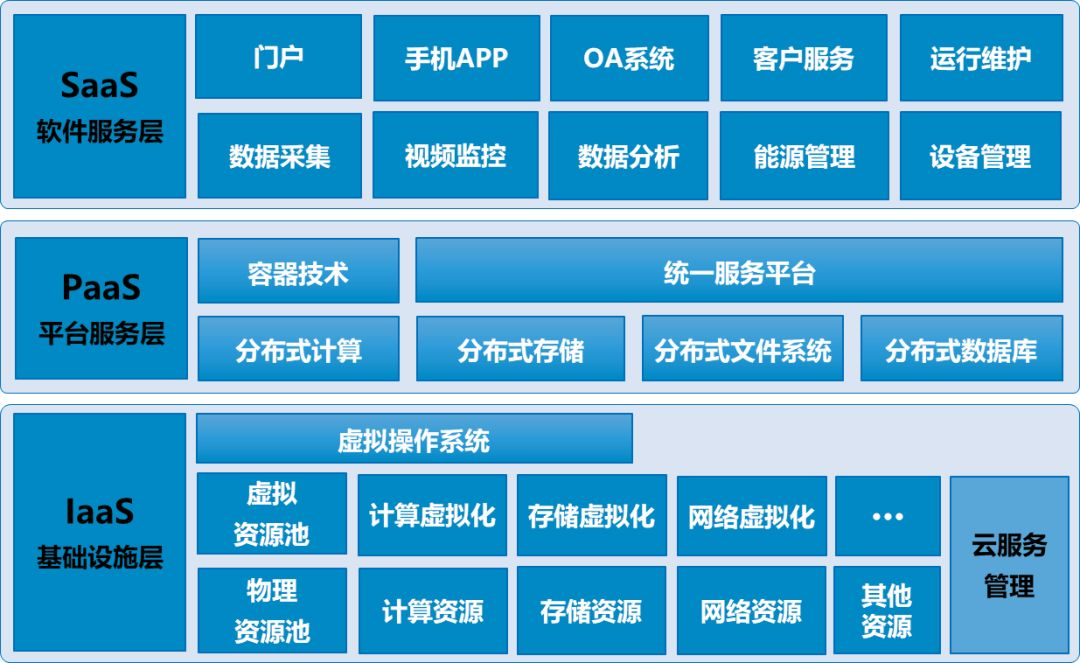 SaaS
软件服务层
门户
手机APP
OA系统
客户服务
运行维护
数据采集
视频监控
数据分析
能源管理
设备管理
PaaS
平台服务层
容器技术
统一服务平台
分布式计算
分布式存储
分布式文件系统
分布式数据库
IaaS
基础设施层
虚拟操作系统
虚拟
资源池
计算虚拟化
存储虚拟化
网络虚拟化
...
物理
资源池
计算资源
存储资源
网络资源
其他
资源
云服务
管理